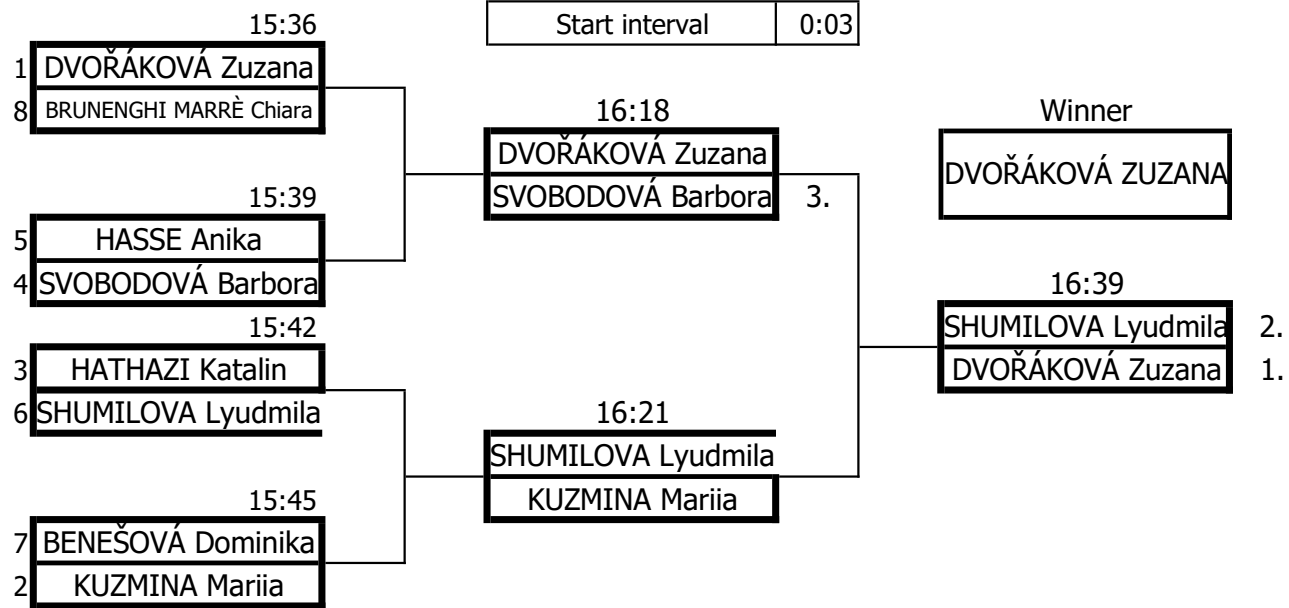 15:36
Start interval 0:03
1 DVOŘÁKOVÁ Zuzana
8 BRUNENGHI MARRÈ Chiara
16:18
Winner
DVOŘÁKOVÁ Zuzana
DVOŘÁKOVÁ ZUZANA
15:39
SVOBODOVÁ Barbora 3.
5 HASSE Anika
4 SVOBODOVÁ Barbora
16:39
15:42
SHUMILOVA Lyudmila 2.
3 HATHAZI Katalin
DVOŘÁKOVÁ Zuzana 1.
6 SHUMILOVA Lyudmila
16:21
SHUMILOVA Lyudmila
15:45
KUZMINA Mariia
7 BENEŠOVÁ Dominika
2 KUZMINA Mariia